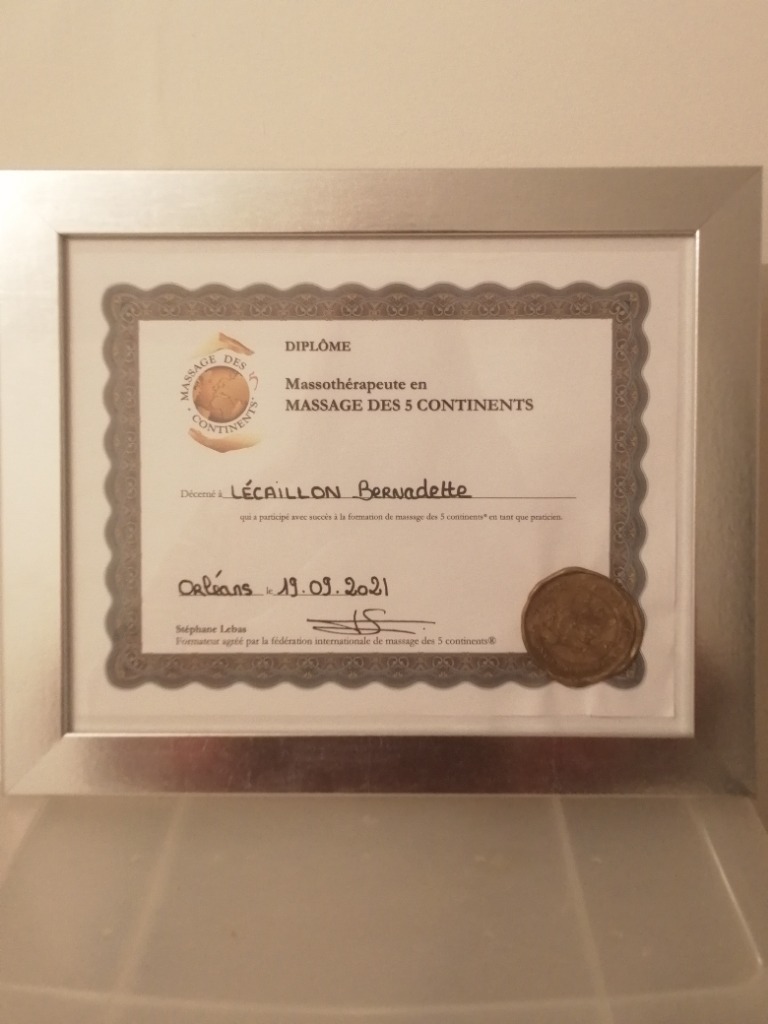 MASSAGE DES 5
CONTINENTS
DIPLÔME
Massothérapeute en
MASSAGE DES 5 CONTINENTS
Décerné à LÉCAILLON Bernadette
qui a participé avec succès à la formation de massage des 5 continents* en tant que praticien.
Orléans le 19.09.2021
Stéphane Lebas
Formateur agréé par la fédération internationale de massage des 5 continents®